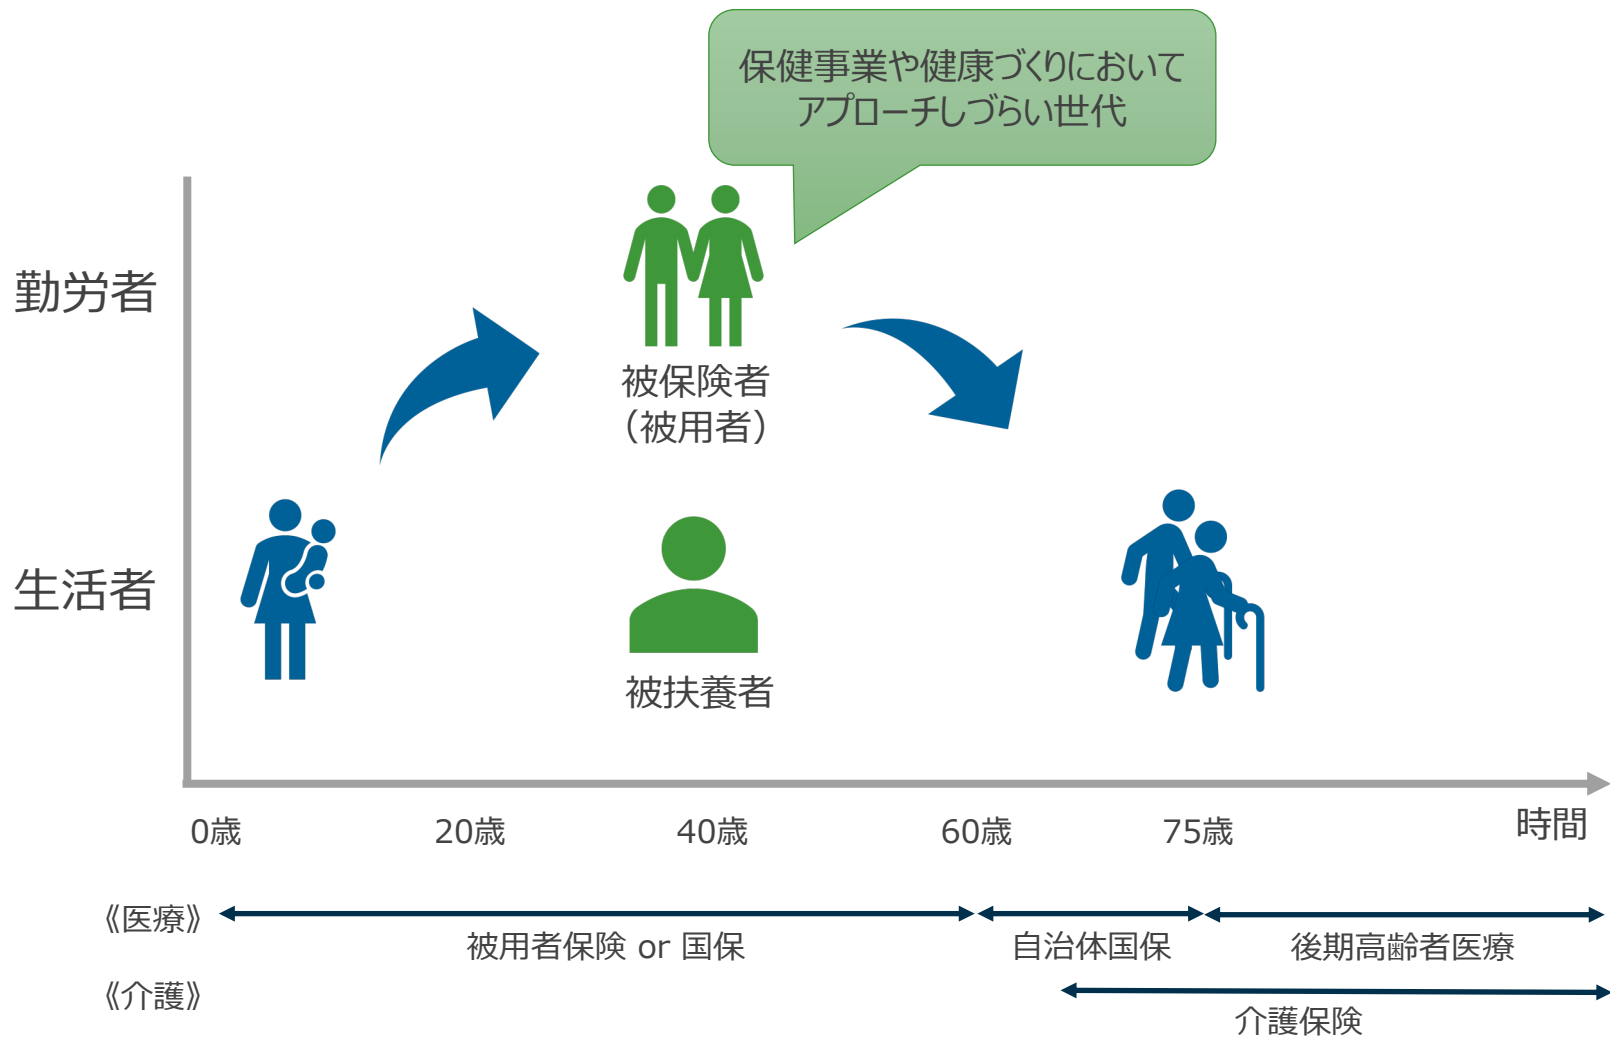 保健事業や健康づくりにおいて
アプローチしづらい世代
勤労者
被保険者
（被用者）
生活者
被扶養者
0歳 20歳 40歳 60歳 75歳 時間
《医療》
被用者保険 or 国保 自治体国保 後期高齢者医療
《介護》
介護保険